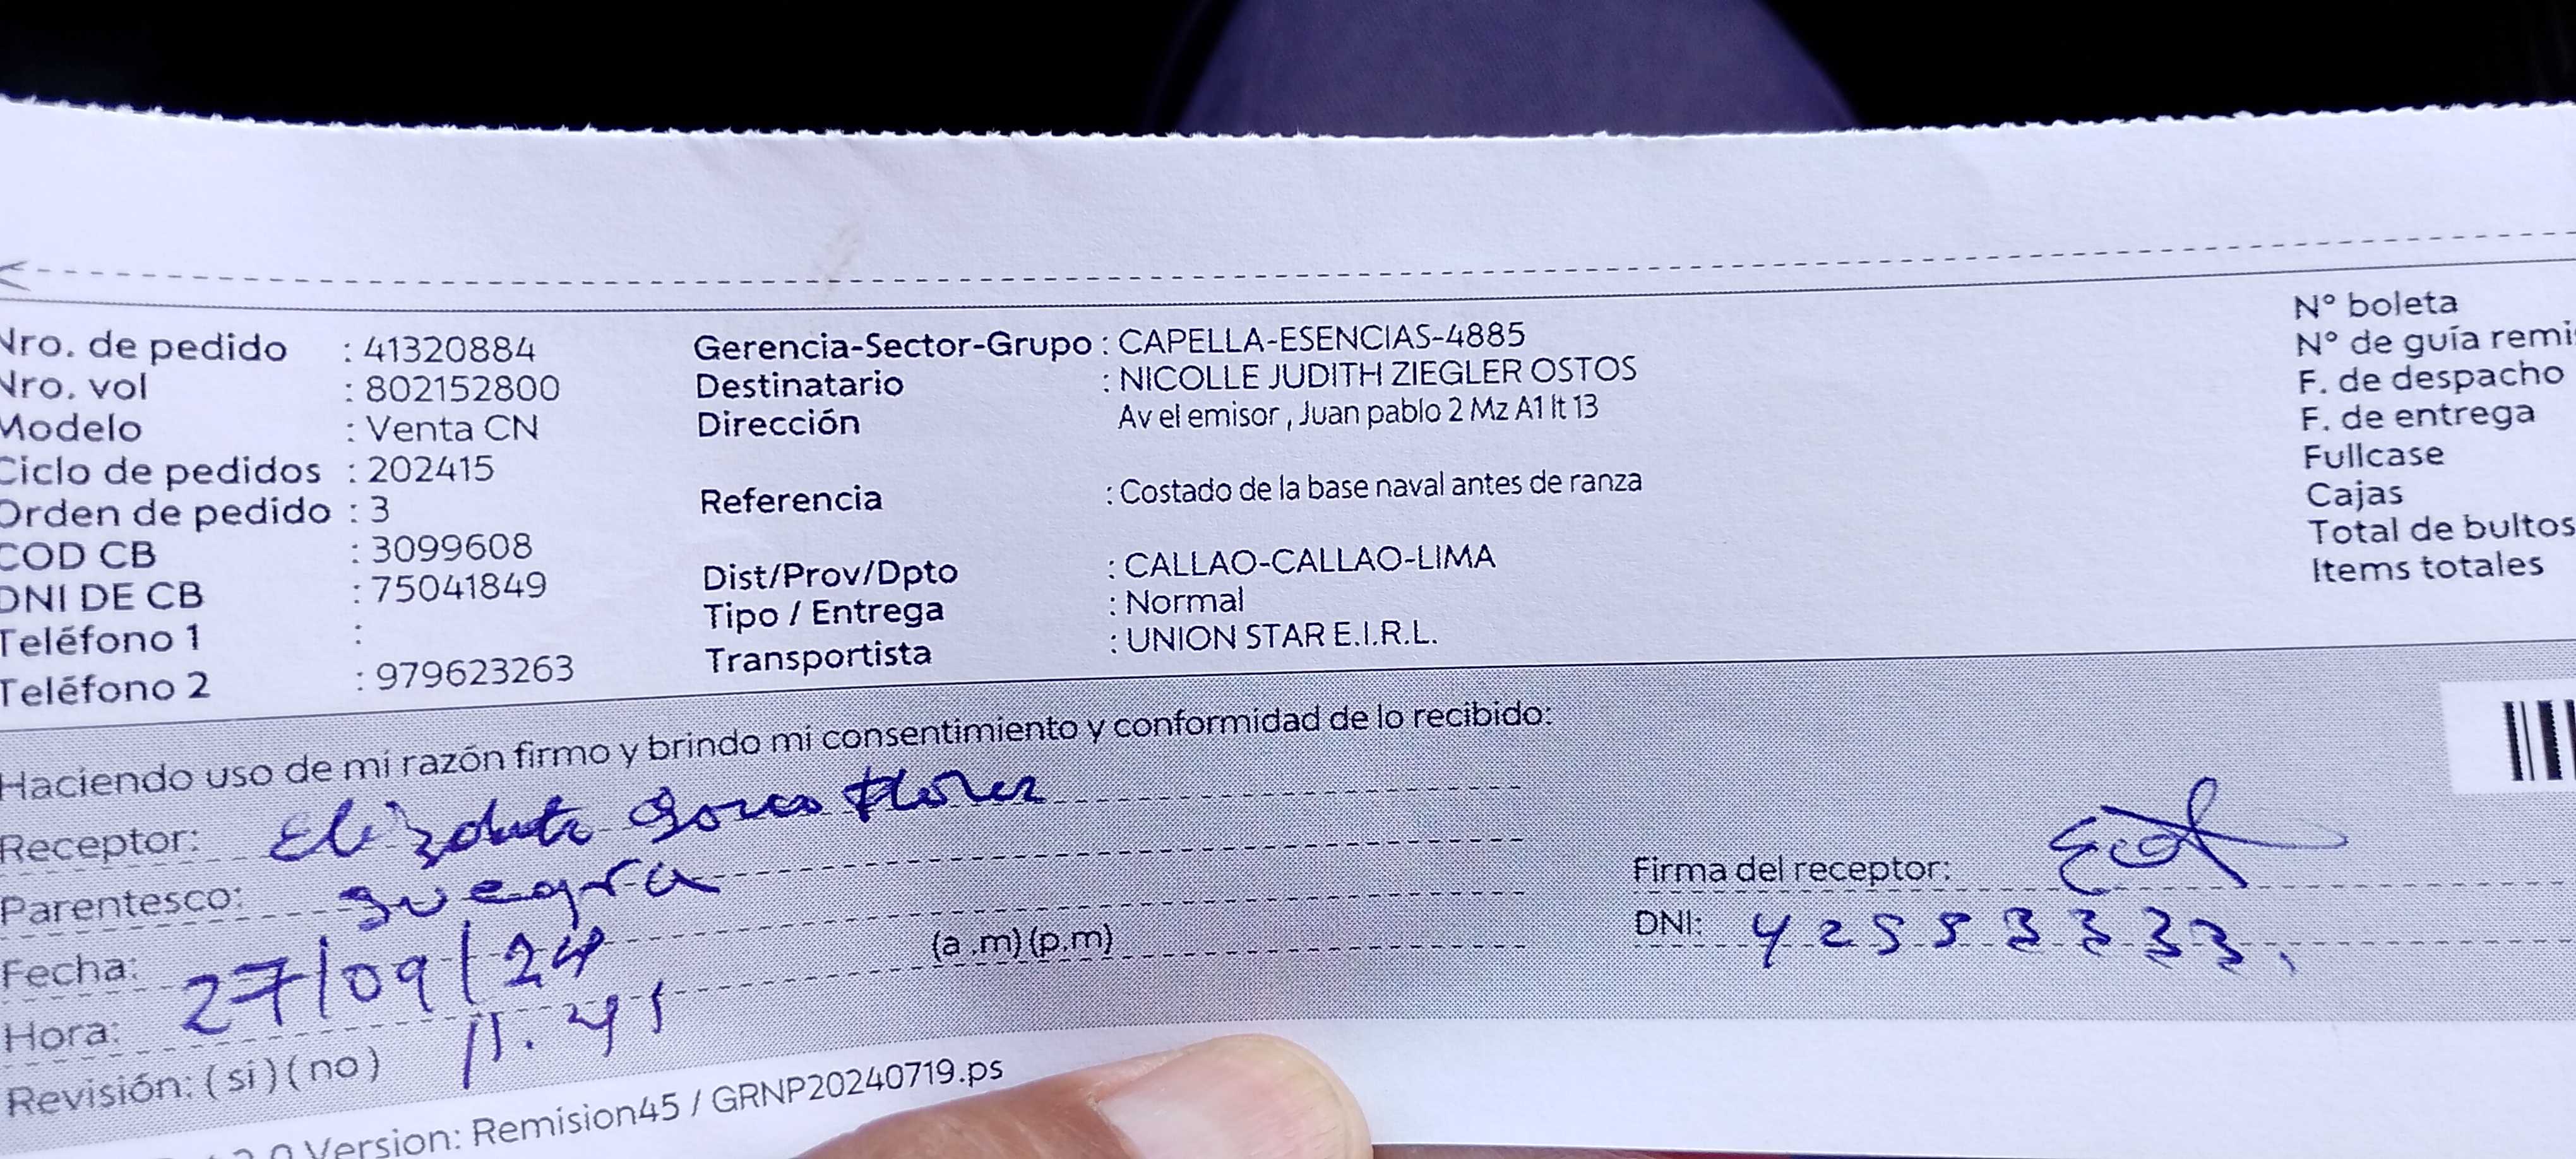 Nro. de pedido : 41320884
Nro. vol : 802152800
Modelo : Venta CN
Ciclo de pedidos : 202415
Orden de pedido : 3
COD CB : 3099608
DNI DE CB : 75041849
Teléfono 1 :
Teléfono 2 : 979623263
Gerencia-Sector-Grupo : CAPELLA-ESENCIAS-4885
Destinatario : NICOLLE JUDITH ZIEGLER OSTOS
Dirección Av el emisor , Juan pablo 2 Mz A1 lt 13
Referencia : Costado de la base naval antes de ranza
Dist/Prov/Dpto : CALLAO-CALLAO-LIMA
Tipo / Entrega : Normal
Transportista : UNION STAR E.I.R.L.
N° boleta
N° de guía remi
F. de despacho
F. de entrega
Fullcase
Cajas
Total de bultos
Items totales
Haciendo uso de mi razón firmo y brindo mi consentimiento y conformidad de lo recibido:
Receptor: Flores
Parentesco: suegra
Fecha: 27/09/24
Hora: 11.41 (a .m) (p.m)
Revisión: ( si ) ( no )
Firma del receptor:
DNI: 42553333
Version: Remision45 / GRNP20240719.ps